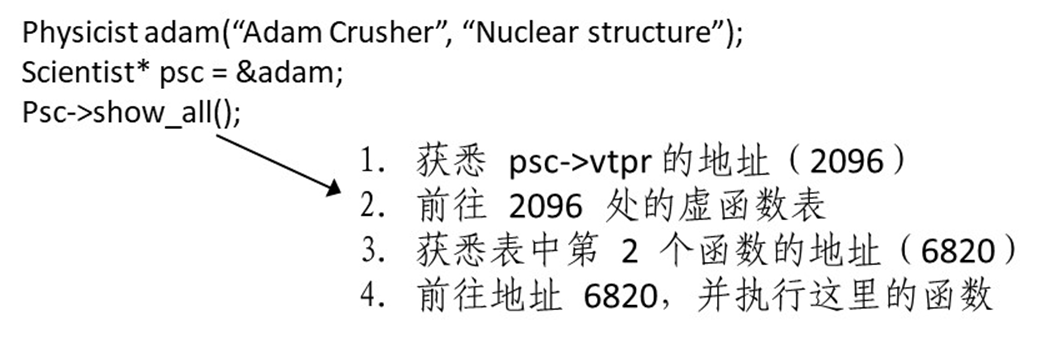 Physicist adam(“Adam Crusher”, “Nuclear structure”);
Scientist* psc = &adam;
Psc->show_all();
1. 获悉 psc->vtpr 的地址（2096）
2. 前往 2096 处的虚函数表
3. 获悉表中第 2 个函数的地址（6820）
4. 前往地址 6820，并执行这里的函数